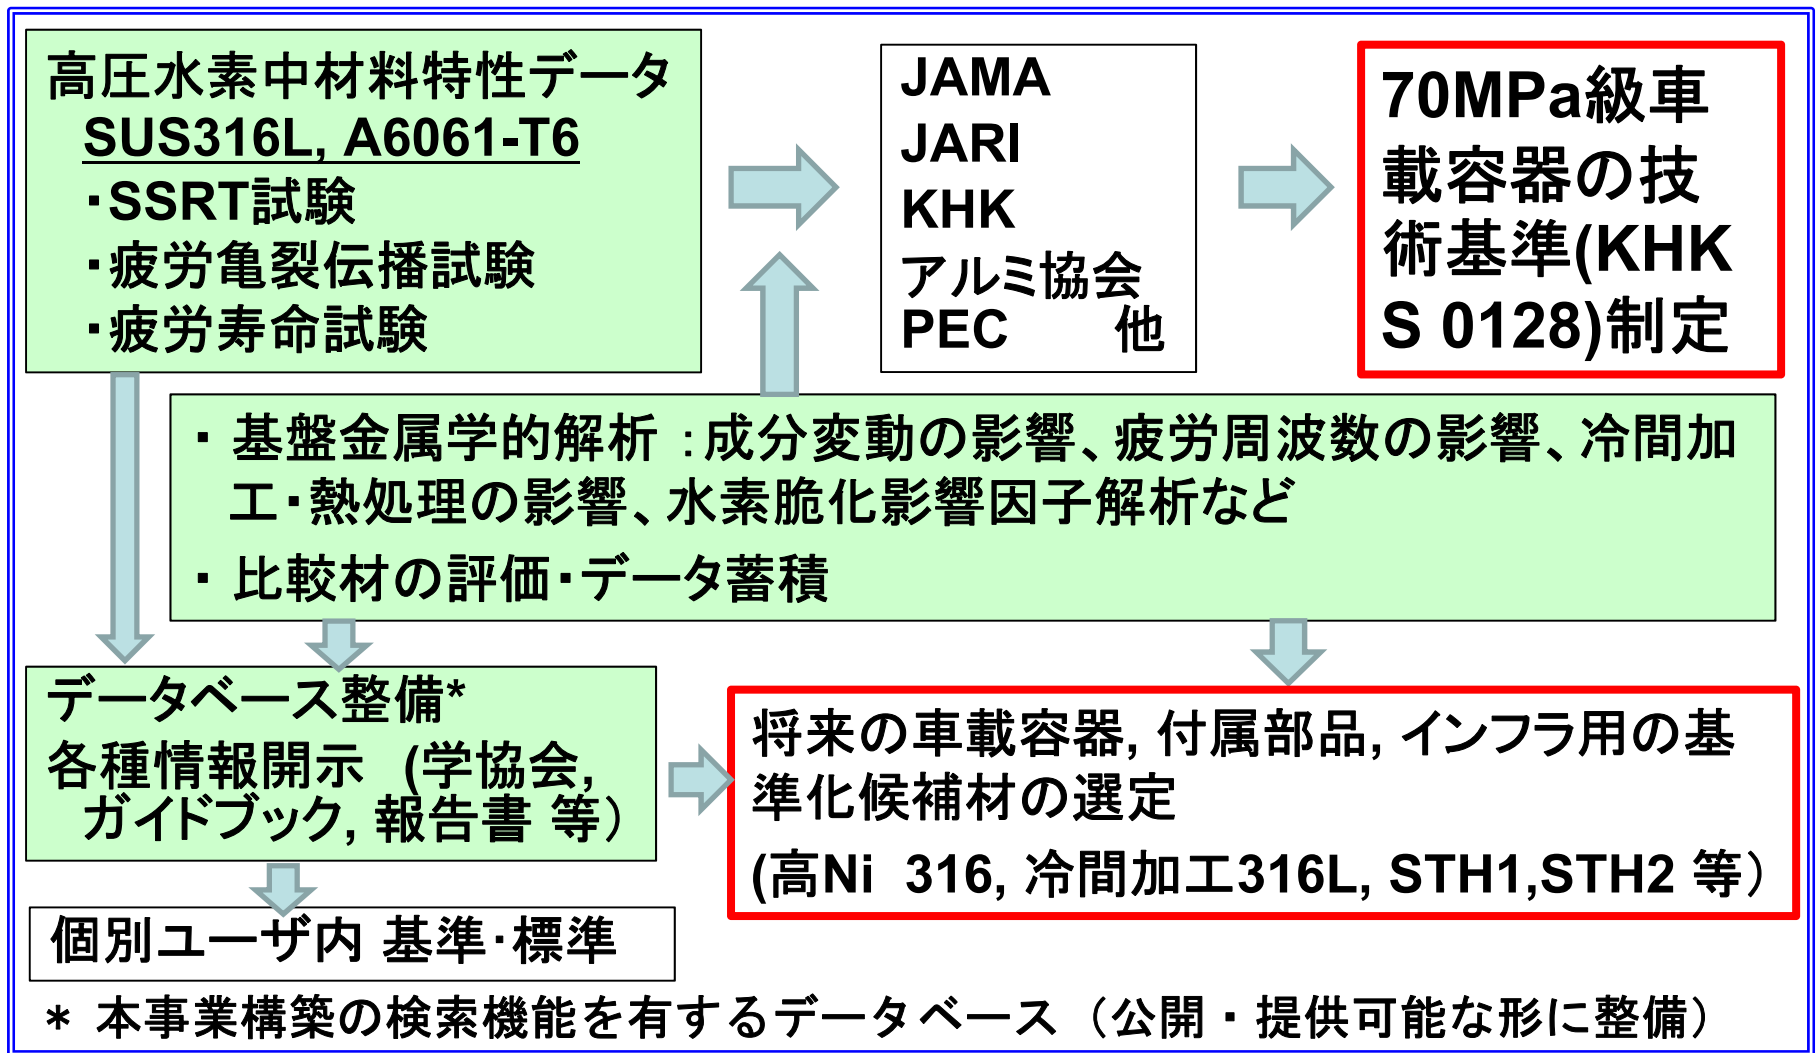 高圧水素中材料特性データ
SUS316L, A6061-T6
・SSRT試験
・疲労亀裂伝播試験
・疲労寿命試験
JAMA
JARI
KHK
アルミ協会
PEC 他
70MPa級車
載容器の技
術基準(KHK
S 0128)制定
・基盤金属学的解析 :成分変動の影響、疲労周波数の影響、冷間加
工・熱処理の影響、水素脆化影響因子解析など
・比較材の評価・データ蓄積
データベース整備*
各種情報開示 (学協会,
ガイドブック, 報告書 等)
将来の車載容器, 付属部品, インフラ用の基
準化候補材の選定
(高Ni 316, 冷間加工316L, STH1,STH2 等)
個別ユーザ内 基準・標準
* 本事業構築の検索機能を有するデータベース（公開・提供可能な形に整備）